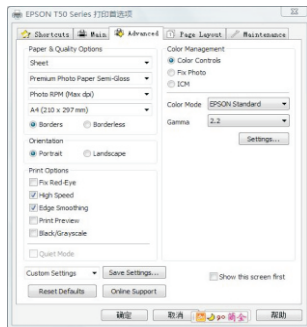 EPSON T50 Series 打印首选项
Shortcuts Main Advanced Page Layout Maintenance
Paper & Quality Options
Sheet
Premium Photo Paper Semi-Gloss
Photo RPM (Max dpi)
A4 (210 x 297 mm)
Borders Borderless
Orientation
Portrait Landscape
Print Options
Fix Red-Eye
High Speed
Edge Smoothing
Print Preview
Black/Grayscale
Quiet Mode
Color Management
Color Controls
Fix Photo
ICM
Color Mode EPSON Standard
Gamma 2.2
Settings...
Custom Settings Save Settings...
Show this screen first
Reset Defaults Online Support
确定 取消 帮助